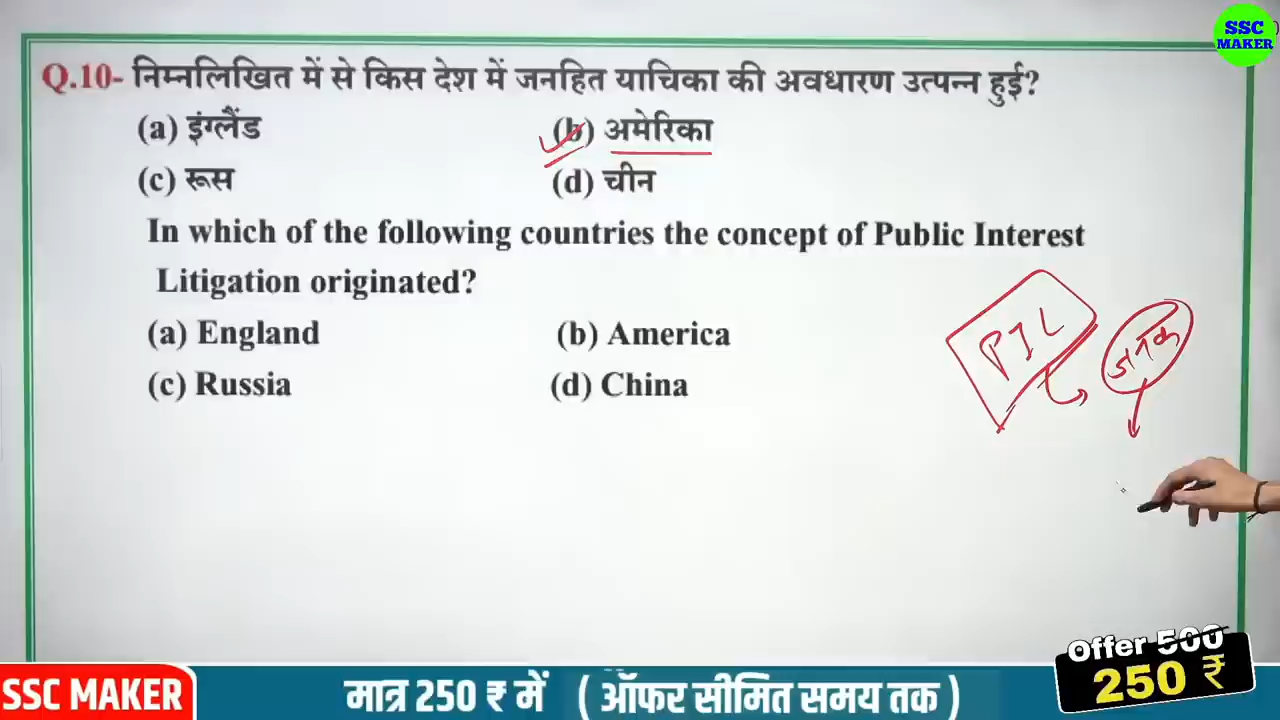 SSC
MAKER
Q.10- निम्नलिखित में से किस देश में जनहित याचिका की अवधारण उत्पन्न हुई?
(a) इंग्लैंड (b) अमेरिका
(c) रूस (d) चीन
In which of the following countries the concept of Public Interest
Litigation originated?
(a) England (b) America
(c) Russia (d) China
PIL
जनक
SSC MAKER
मात्र 250 ₹ में ( ऑफर सीमित समय तक )
Offer 500
250 ₹